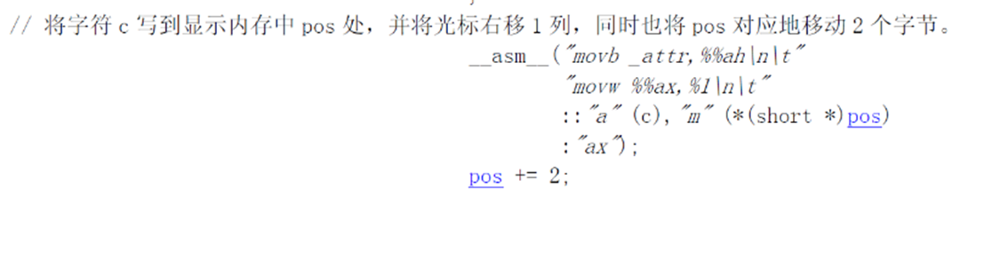 // 将字符 c 写到显示内存中 pos 处，并将光标右移 1 列，同时也将 pos 对应地移动 2 个字节。
__asm__("movb _attr,%%ah\n\t"
"movw %%ax,%1\n\t"
::"a" (c), "m" (*(short *)pos)
:"ax");
pos += 2;